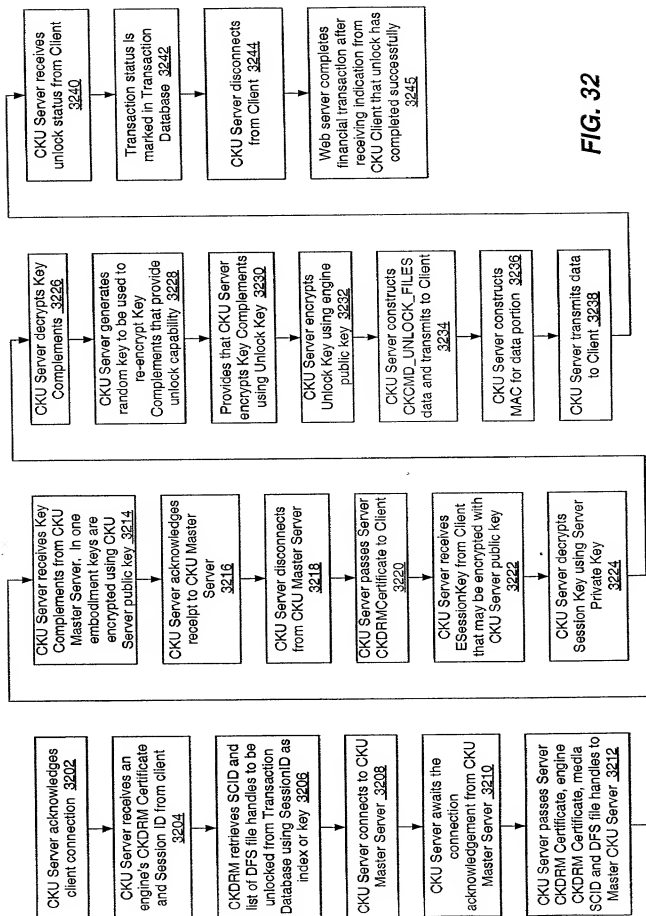 CKU Server acknowledges
client connection 3202
CKU Server receives an
engine's CKDRM Certificate
and Session ID from client
3204
CKDRM retrieves SCID and
list of DFS file handles to be
unlocked from Transaction
Database using SessionID as
index or key 3206
CKU Server connects to CKU
Master Server 3208
CKU Server awaits the
connection
acknowledgement from CKU
Master Server 3210
CKU Server passes Server
CKDRM Certificate, engine
CKDRM Certificate, media
SCID and DFS file handles to
Master CKU Server 3212
CKU Server receives Key
Complements from CKU
Master Server. In one
embodiment keys are
encrypted using CKU
Server public key 3214
CKU Server acknowledges
receipt to CKU Master
Server 3216
CKU Server disconnects
from CKU Master Server
3218
CKU Server passes Server
CKDRMCertificate to Client
3220
CKU Server receives
ESessionKey from Client
that may be encrypted with
CKU Server public key
3222
CKU Server decrypts
Session Key using Server
Private Key
3224
CKU Server decrypts Key
Complements 3226
CKU Server generates
random key to be used to
re-encrypt Key
Complements that provide
unlock capability 3228
Provides that CKU Server
encrypts Key Complements
using Unlock Key 3230
CKU Server encrypts
Unlock Key using engine
public key 3232
CKU Server constructs
CKCMD_UNLOCK_FILES
data and transmits to Client
3234
CKU Server constructs
MAC for data portion 3236
CKU Server transmits data
to Client 3238
CKU Server receives
unlock status from Client
3240
Transaction status is
marked in Transaction
Database 3242
CKU Server disconnects
from Client 3244
Web server completes
financial transaction after
receiving indication from
CKU Client that unlock has
completed successfully
3245
FIG. 32